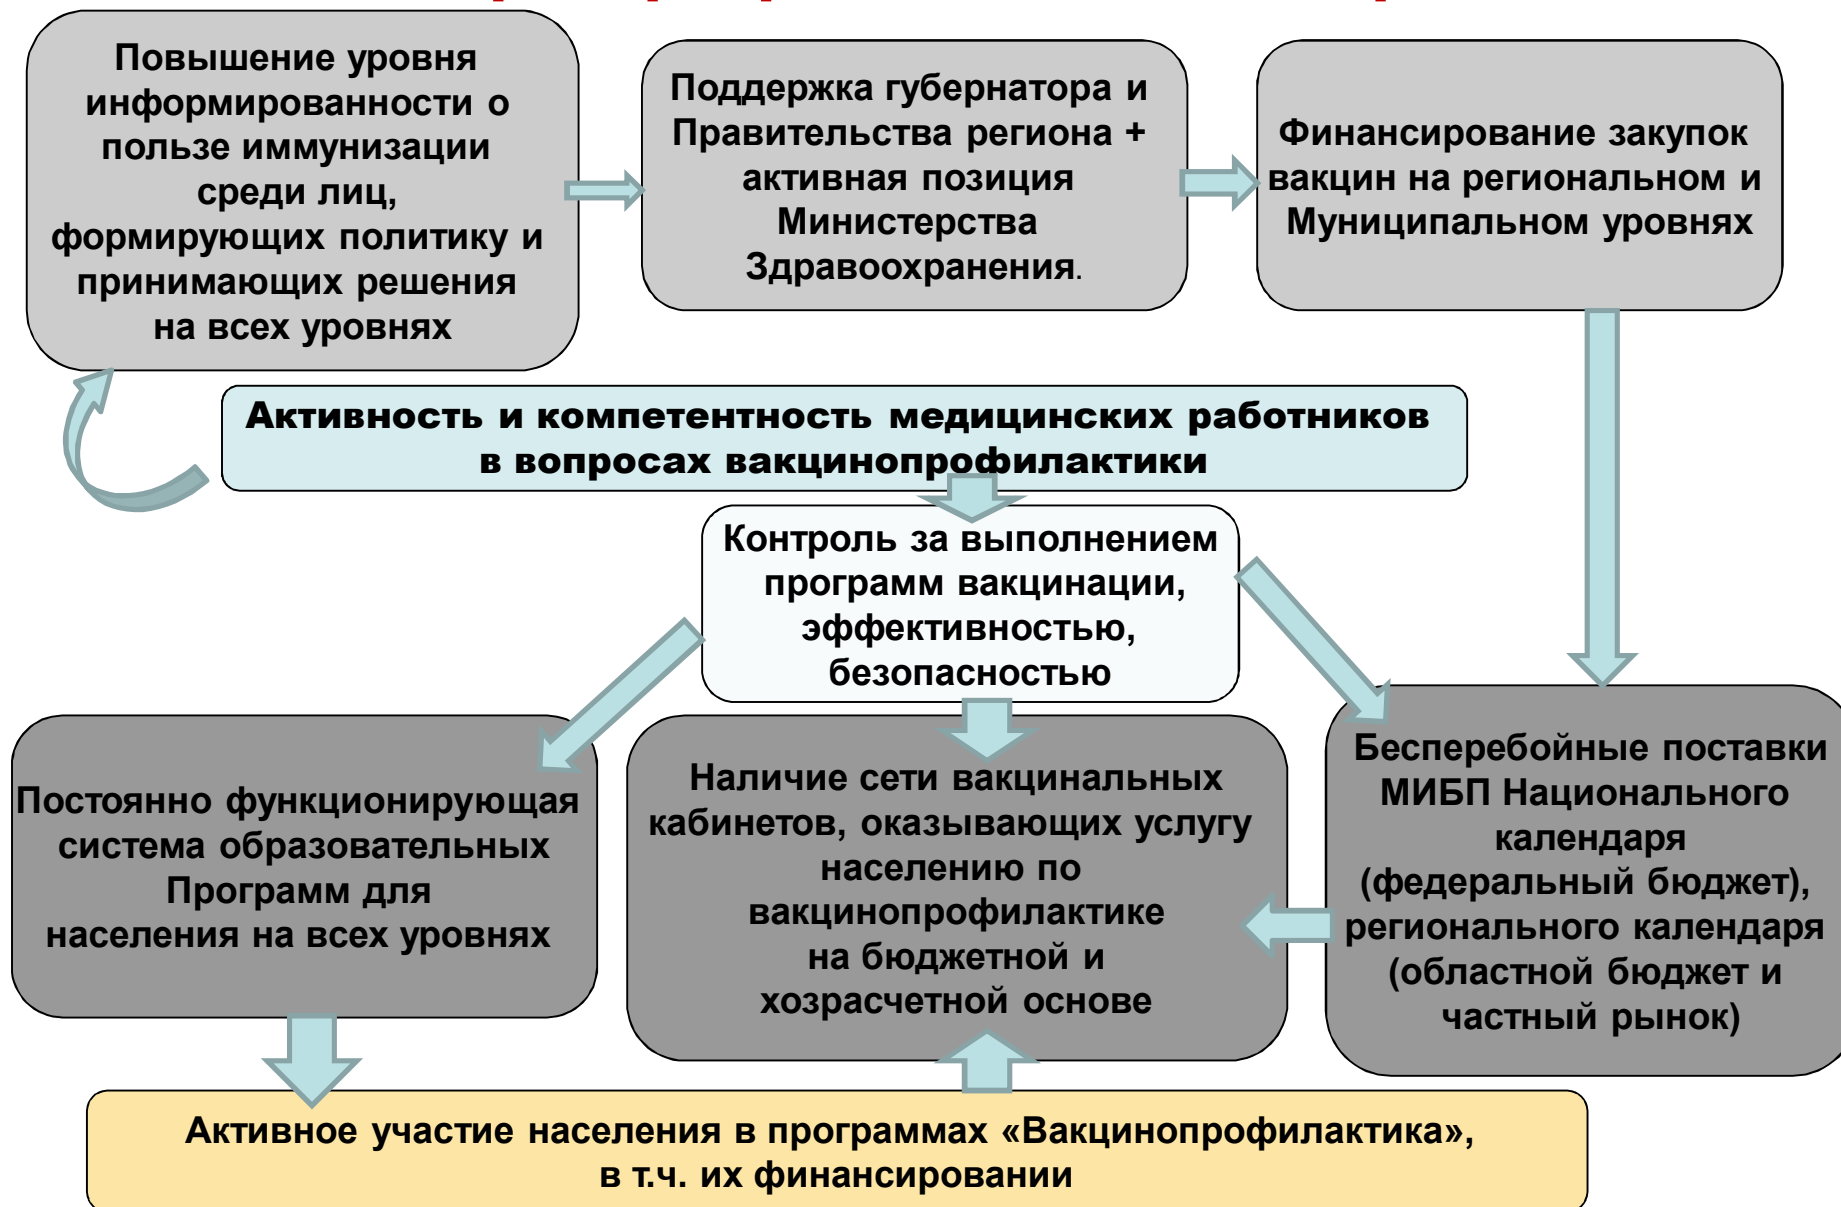 Повышение уровня
информированности о
пользе иммунизации
среди лиц,
формирующих политику и
принимающих решения
на всех уровнях
Поддержка губернатора и
Правительства региона +
активная позиция
Министерства
Здравоохранения.
Финансирование закупок
вакцин на региональном и
Муниципальном уровнях
Активность и компетентность медицинских работников
в вопросах вакцинопрофилактики
Контроль за выполнением
программ вакцинации,
эффективностью,
безопасностью
Постоянно функционирующая
система образовательных
Программ для
населения на всех уровнях
Наличие сети вакцинальных
кабинетов, оказывающих услугу
населению по
вакцинопрофилактике
на бюджетной и
хозрасчетной основе
Бесперебойные поставки
МИБП Национального
календаря
(федеральный бюджет),
регионального календаря
(областной бюджет и
частный рынок)
Активное участие населения в программах «Вакцинопрофилактика»,
в т.ч. их финансировании